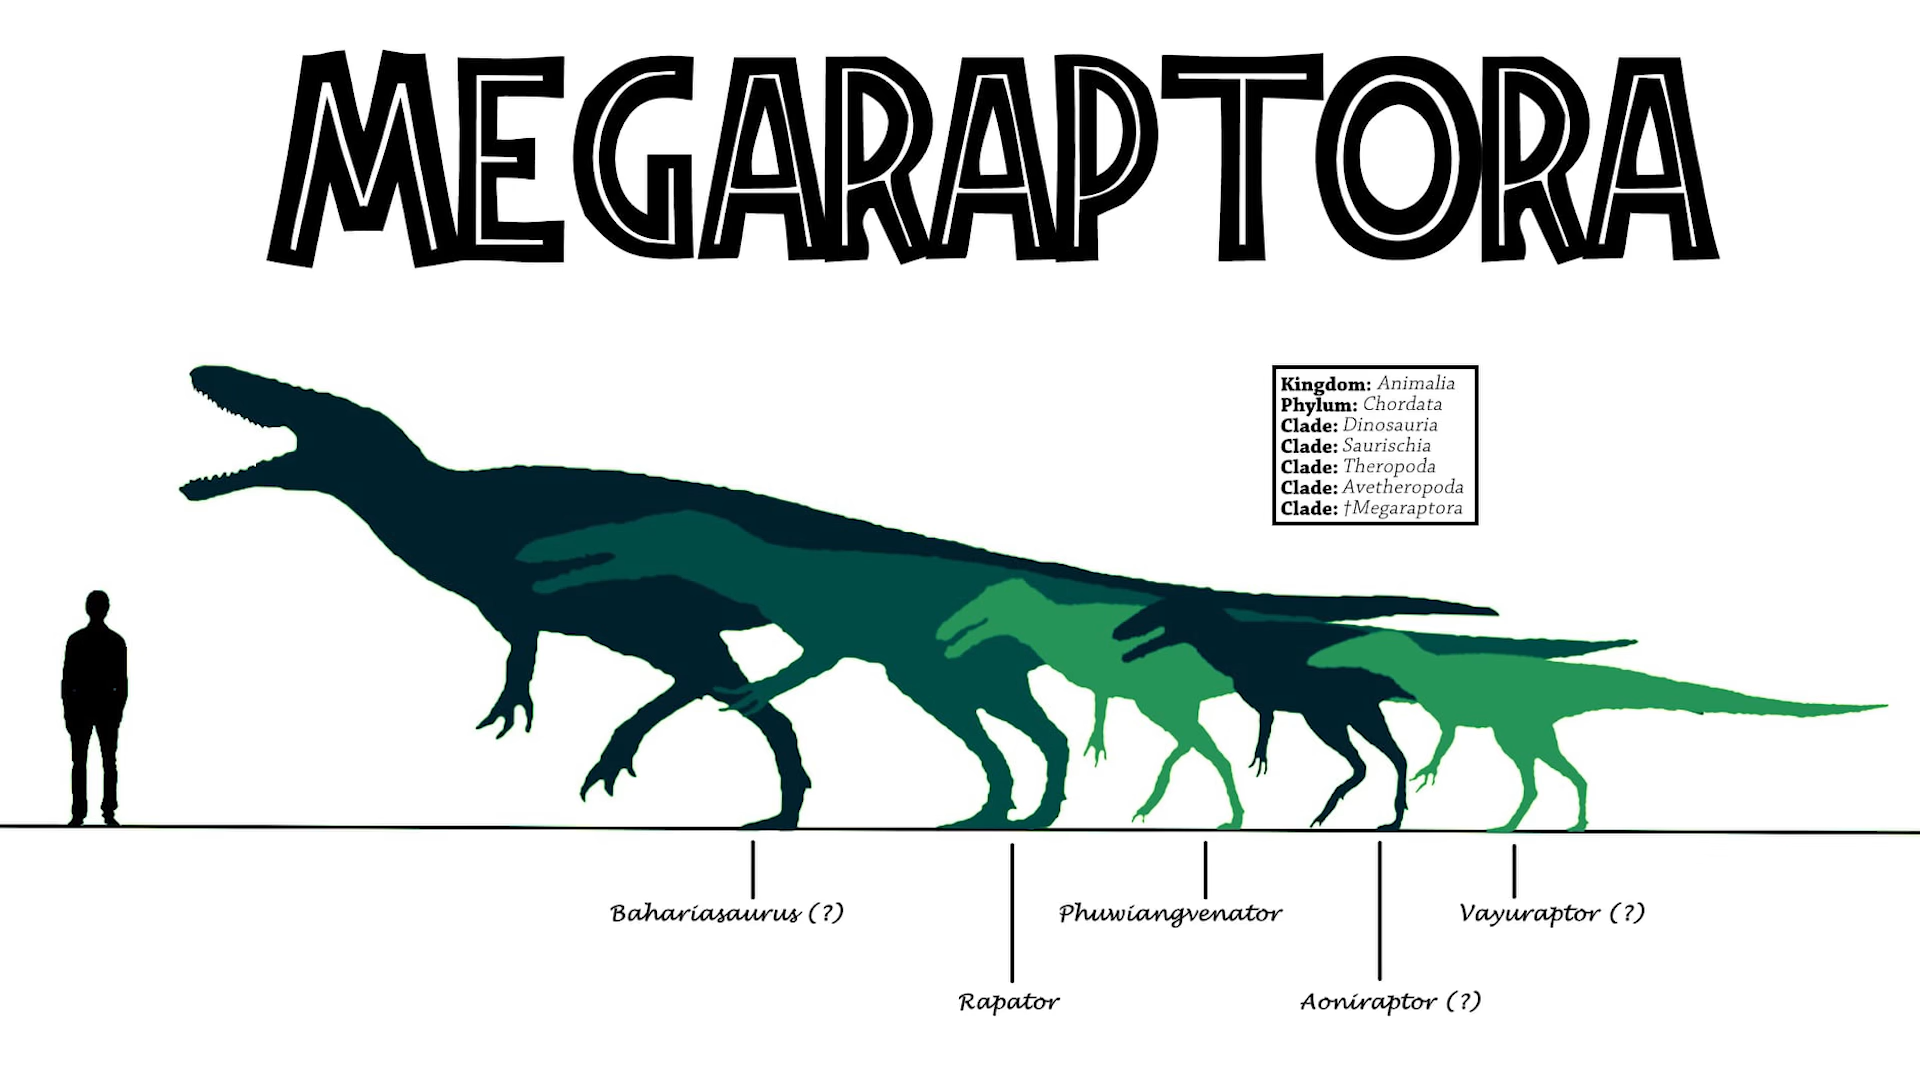 MEGARAPTORA
Kingdom: Animalia
Phylum: Chordata
Clade: Dinosauria
Clade: Saurischia
Clade: Theropoda
Clade: Avetheropoda
Clade: †Megaraptora
Bahariasaurus (?)
Phuwiangvenator
Vayuraptor (?)
Rapator
Aoniraptor (?)